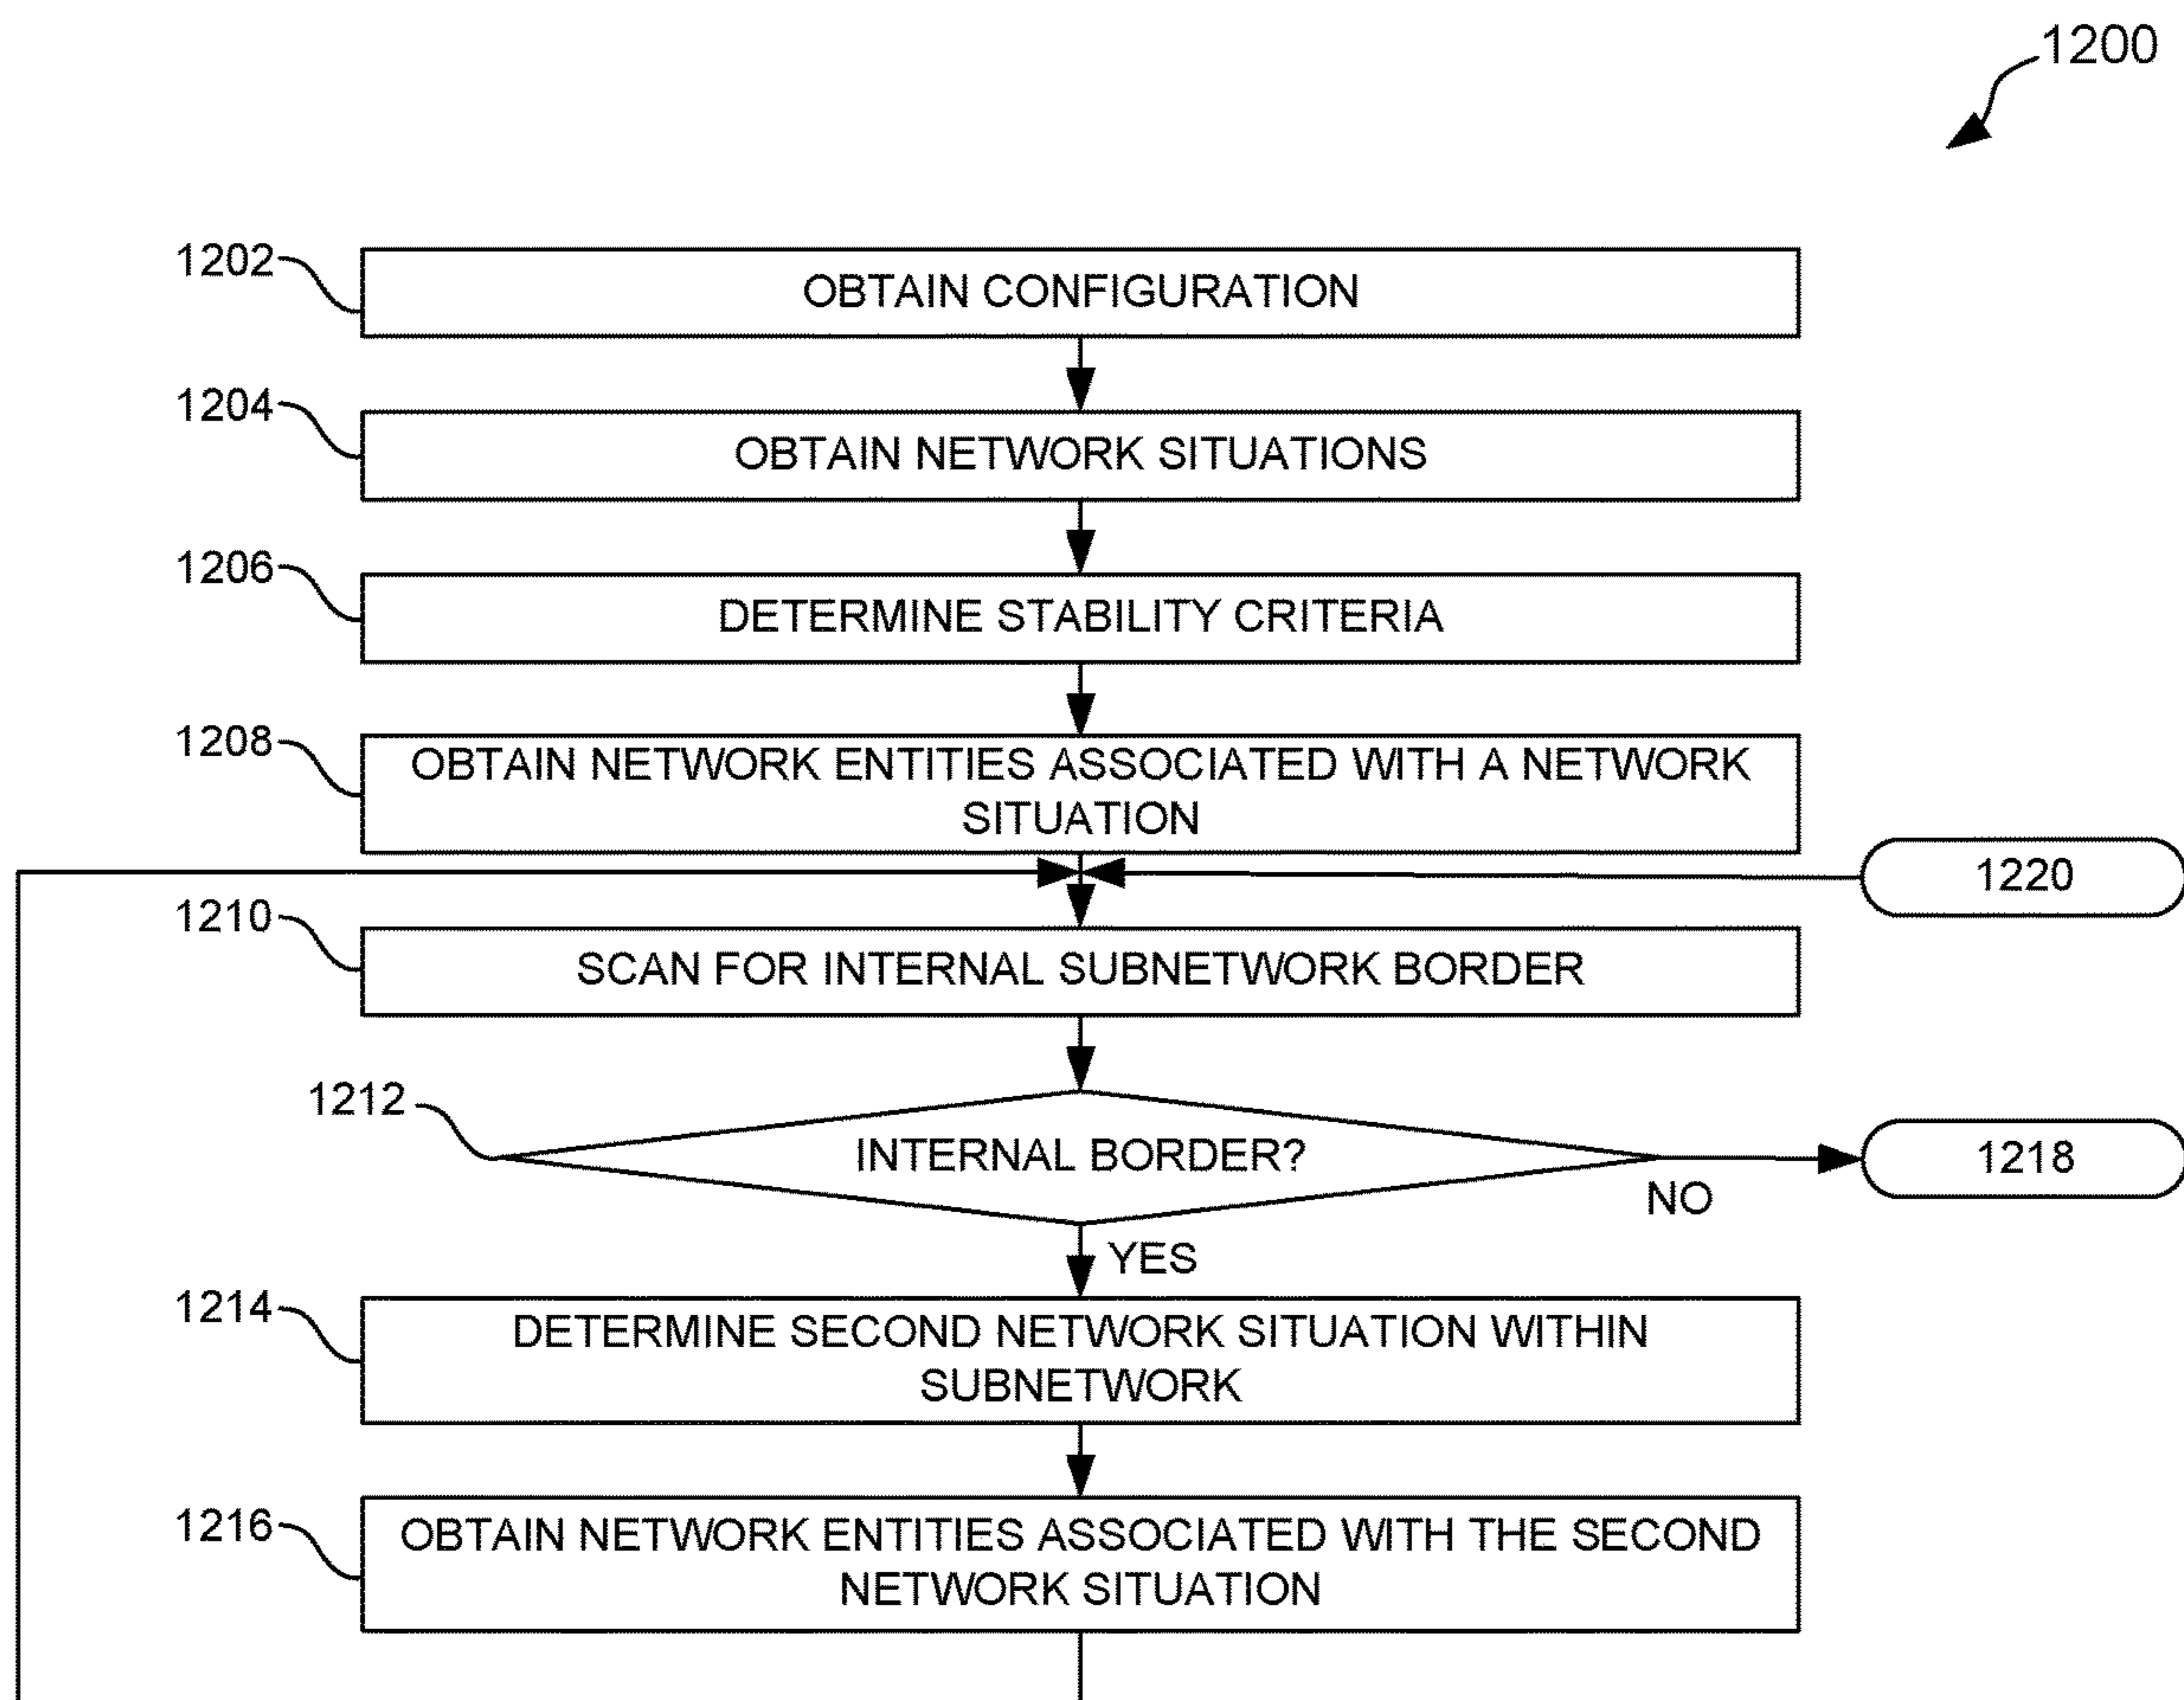 1200
1202
OBTAIN CONFIGURATION
1204
OBTAIN NETWORK SITUATIONS
1206
DETERMINE STABILITY CRITERIA
1208
OBTAIN NETWORK ENTITIES ASSOCIATED WITH A NETWORK
SITUATION
1220
1210
SCAN FOR INTERNAL SUBNETWORK BORDER
1212
INTERNAL BORDER?
1218
NO
YES
1214
DETERMINE SECOND NETWORK SITUATION WITHIN
SUBNETWORK
1216
OBTAIN NETWORK ENTITIES ASSOCIATED WITH THE SECOND
NETWORK SITUATION